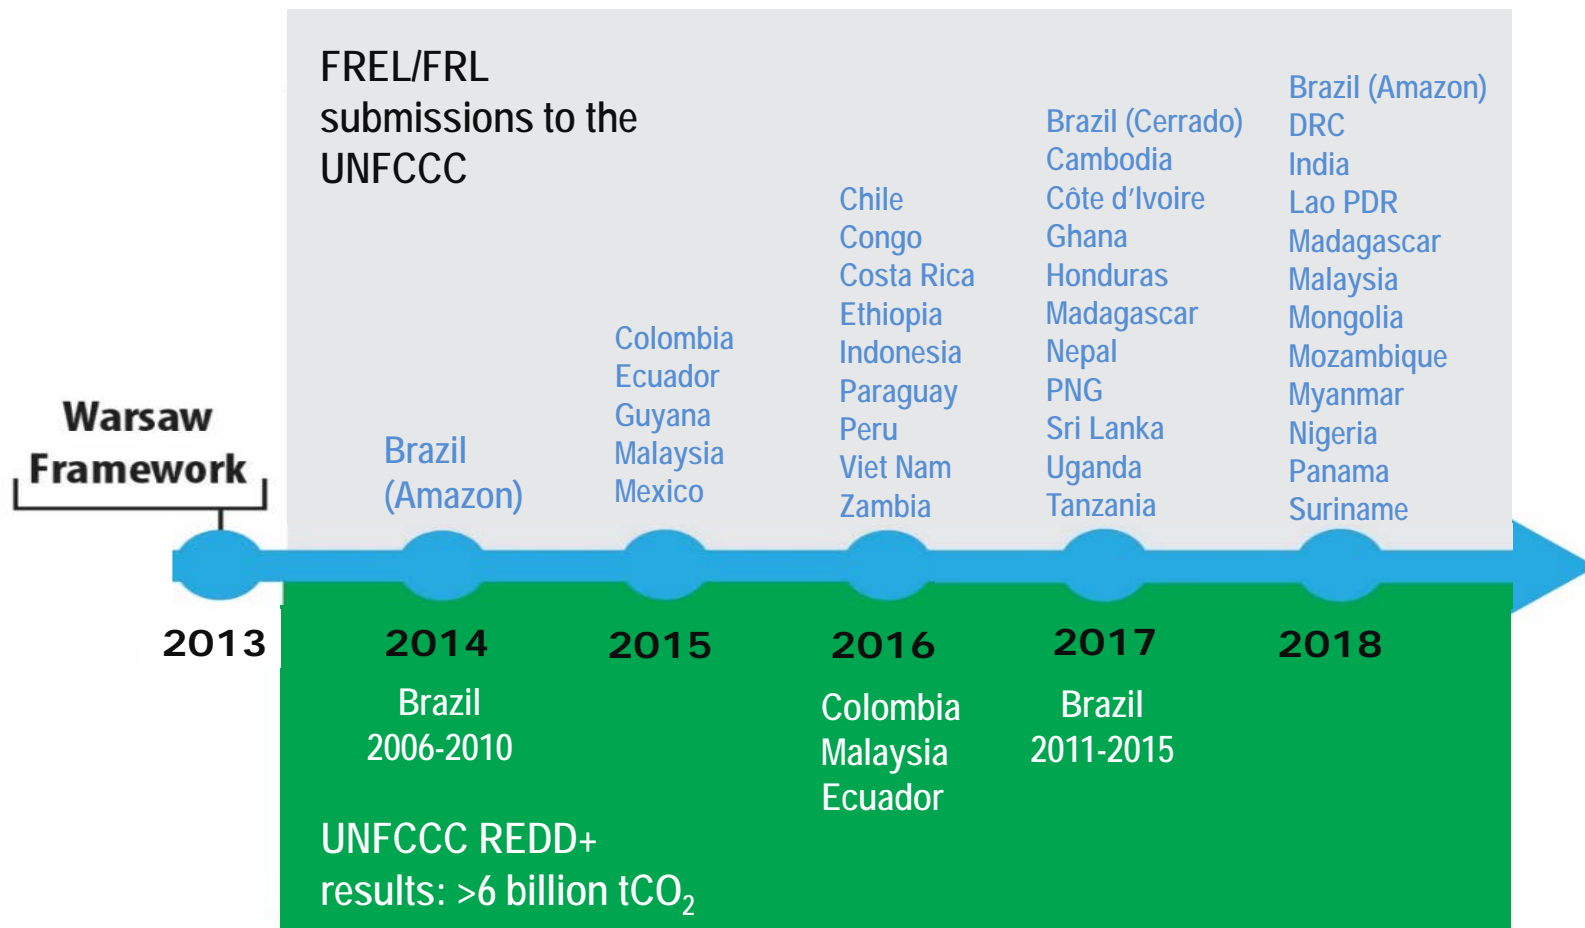 FREL/FRL
submissions to the
UNFCCC
Warsaw
Framework
Brazil
(Amazon)
Colombia
Ecuador
Guyana
Malaysia
Mexico
Chile
Congo
Costa Rica
Ethiopia
Indonesia
Paraguay
Peru
Viet Nam
Zambia
Brazil (Cerrado)
Cambodia
Côte d’Ivoire
Ghana
Honduras
Madagascar
Nepal
PNG
Sri Lanka
Uganda
Tanzania
Brazil (Amazon)
DRC
India
Lao PDR
Madagascar
Malaysia
Mongolia
Mozambique
Myanmar
Nigeria
Panama
Suriname
2013
2014
2015
2016
2017
2018
Brazil
2006-2010
Colombia
Malaysia
Ecuador
Brazil
2011-2015
UNFCCC REDD+
results: >6 billion tCO₂